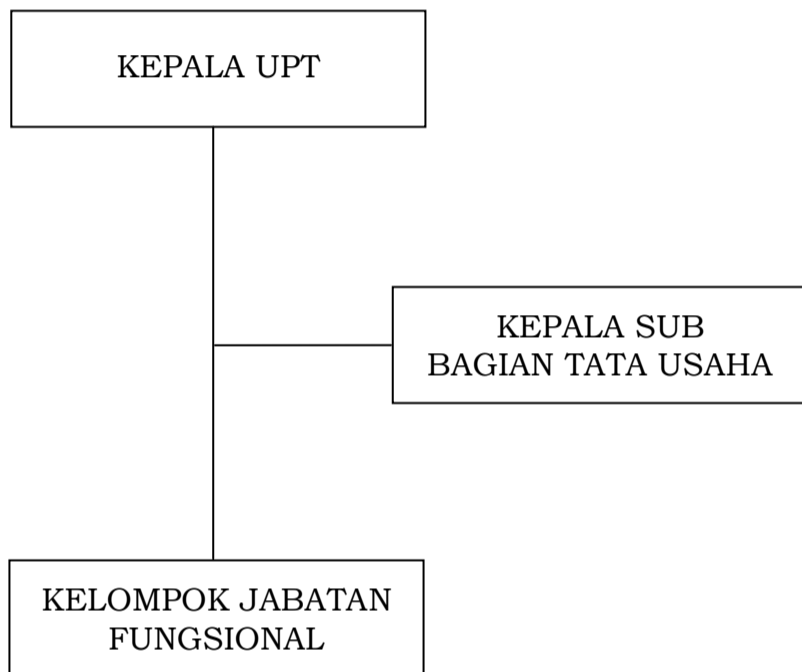 KEPALA UPT
KEPALA SUB
BAGIAN TATA USAHA
KELOMPOK JABATAN
FUNGSIONAL